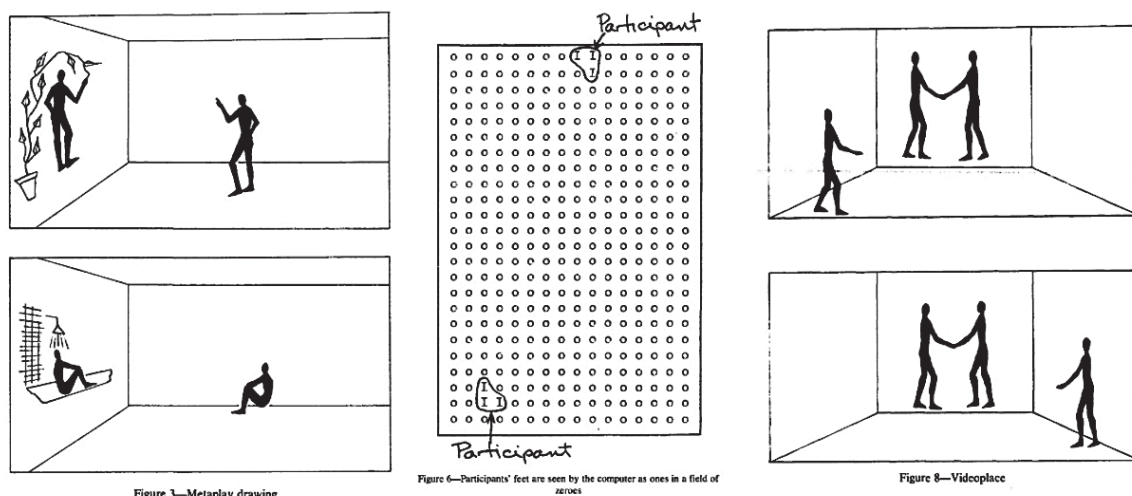 Participant
Participant
Figure 3—Metaplay drawing
Figure 6—Participants' feet are seen by the computer as ones in a field of
zeroes
Figure 8—Videoplace